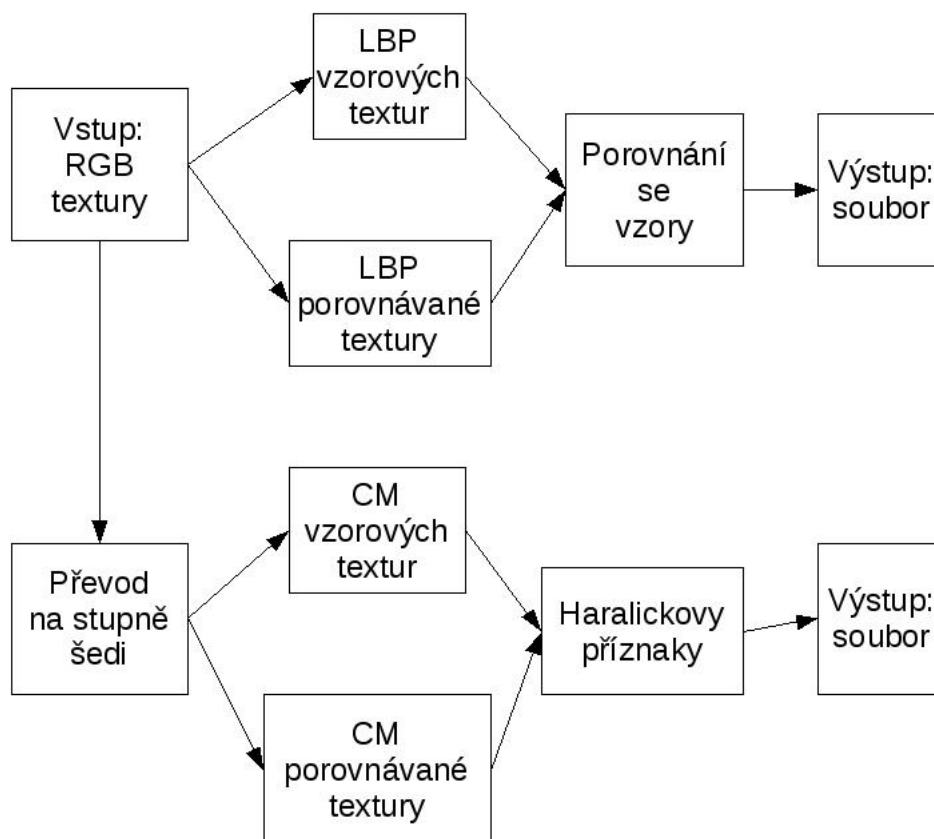 Vstup:
RGB
textury
LBP
vzorových
textur
LBP
porovnávané
textury
Porovnání
se
vzory
Výstup:
soubor
Převod
na stupně
šedi
CM
vzorových
textur
CM
porovnávané
textury
Haralickovy
příznaky
Výstup:
soubor